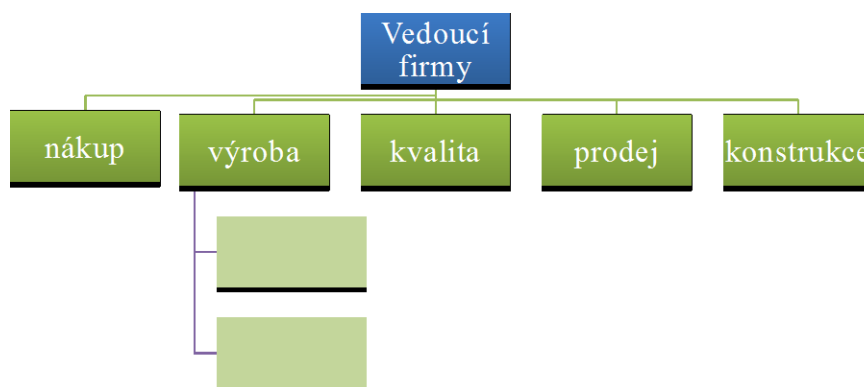 Vedoucí
firmy
nákup
výroba
kvalita
prodej
konstrukce